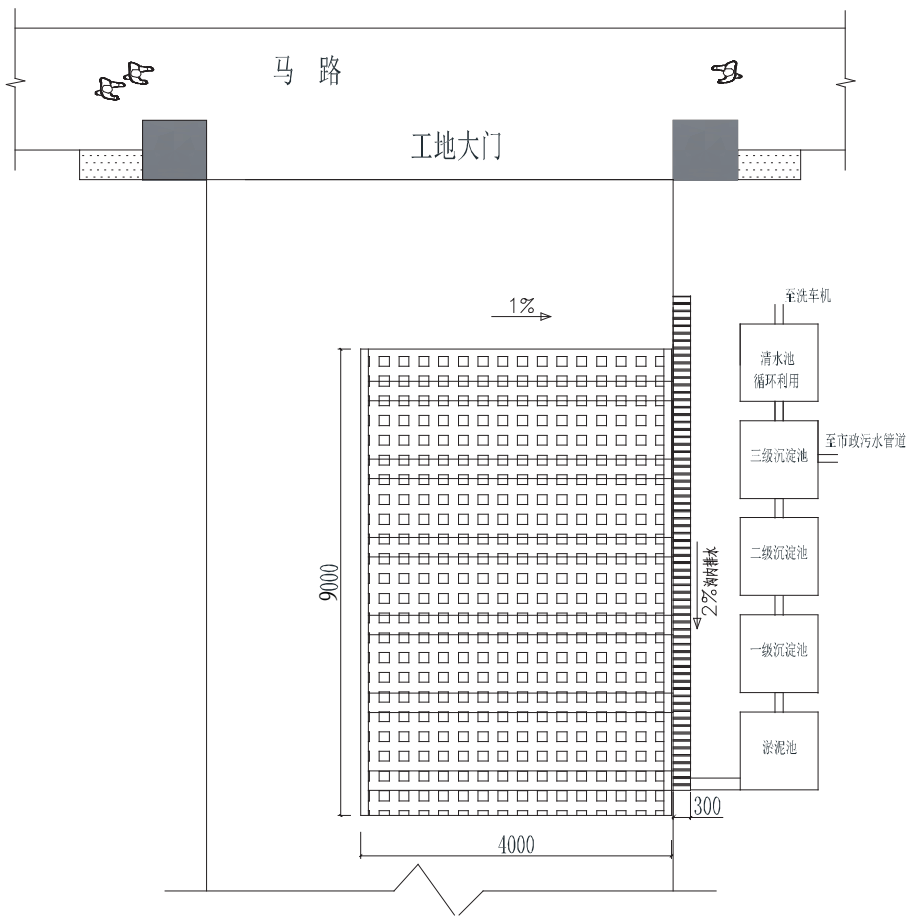 马 路
工地大门
至洗车机
1%
清水池
循环利用
至市政污水管道
三级沉淀池
二级沉淀池
2%沟内排水
9000
一级沉淀池
淤泥池
300
4000